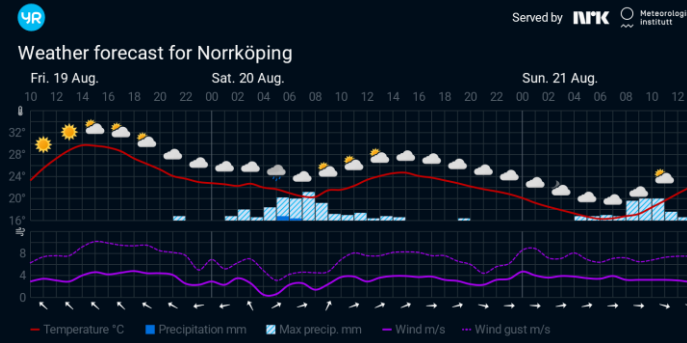 YR
Served by NRK Meteorologi
institutt
Weather forecast for Norrköping
Fri. 19 Aug. Sat. 20 Aug. Sun. 21 Aug.
10 12 14 16 18 20 22 00 02 04 06 08 10 12 14 16 18 20 22 00 02 04 06 08 10 12
32°
28°
24°
20°
16°
8
4
0
Temperature °C Precipitation mm Max precip. mm Wind m/s Wind gust m/s